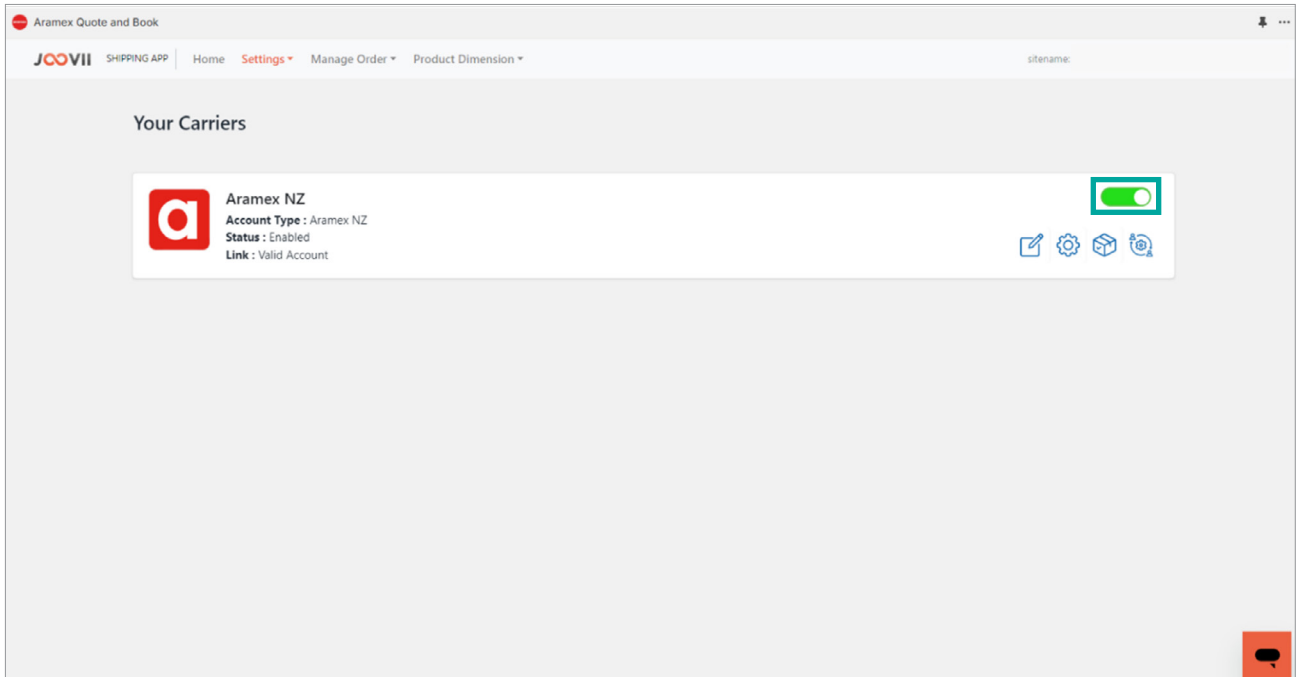 Aramex Quote and Book
JOOVII SHIPPING APP Home Settings Manage Order Product Dimension sitename:
Your Carriers
a
Aramex NZ
Account Type : Aramex NZ
Status : Enabled
Link : Valid Account